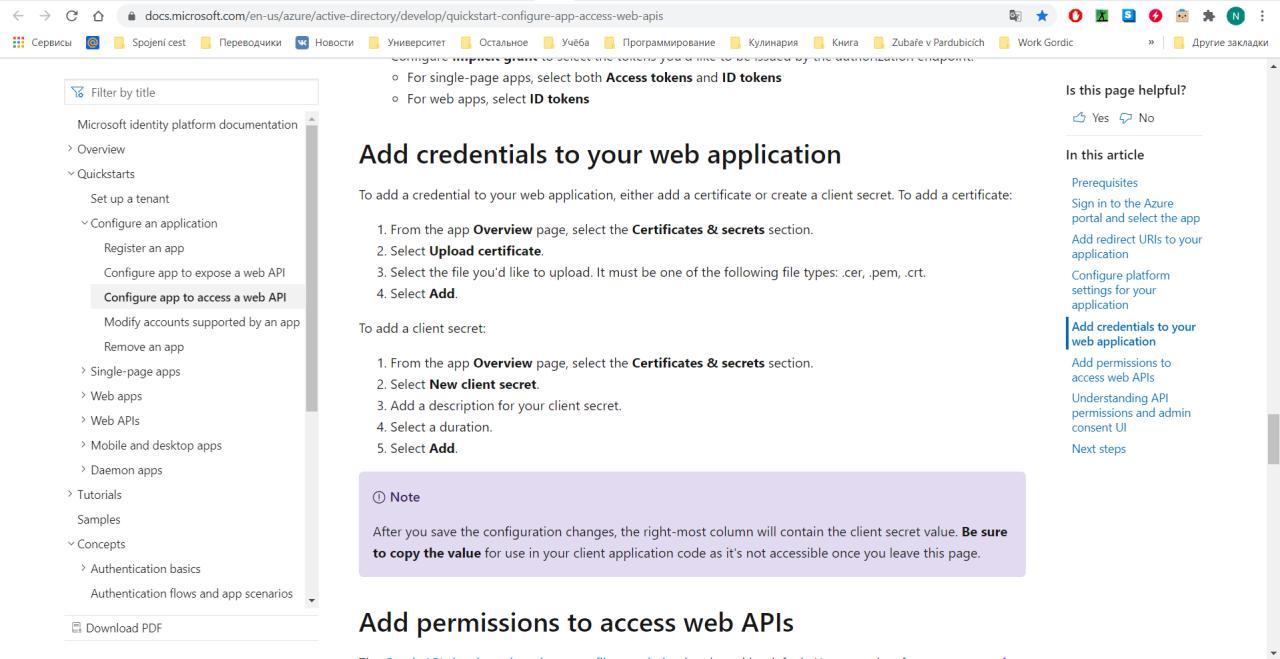 docs.microsoft.com/en-us/azure/active-directory/develop/quickstart-configure-app-access-web-apis
N
Сервисы
Spojení cest
Переводчики
Новости
Университет
Остальное
Учёба
Программирование
Кулинария
Книга
Zubaře v Pardubicích
Work Gordic
»
Другие закладки
Filter by title
Microsoft identity platform documentation
Overview
Quickstarts
Set up a tenant
Configure an application
Register an app
Configure app to expose a web API
Configure app to access a web API
Modify accounts supported by an app
Remove an app
Single-page apps
Web apps
Web APIs
Mobile and desktop apps
Daemon apps
Tutorials
Samples
Concepts
Authentication basics
Authentication flows and app scenarios
Download PDF
Configure Implicit grant to select the tokens you'd like to be issued by the authorization endpoint:
For single-page apps, select both Access tokens and ID tokens
For web apps, select ID tokens
Add credentials to your web application
To add a credential to your web application, either add a certificate or create a client secret. To add a certificate:
1. From the app Overview page, select the Certificates & secrets section.
2. Select Upload certificate.
3. Select the file you'd like to upload. It must be one of the following file types: .cer, .pem, .crt.
4. Select Add.
To add a client secret:
1. From the app Overview page, select the Certificates & secrets section.
2. Select New client secret.
3. Add a description for your client secret.
4. Select a duration.
5. Select Add.
Note
After you save the configuration changes, the right-most column will contain the client secret value. Be sure
to copy the value for use in your client application code as it's not accessible once you leave this page.
Add permissions to access web APIs
Is this page helpful?
Yes No
In this article
Prerequisites
Sign in to the Azure
portal and select the app
Add redirect URIs to your
application
Configure platform
settings for your
application
Add credentials to your
web application
Add permissions to
access web APIs
Understanding API
permissions and admin
consent UI
Next steps